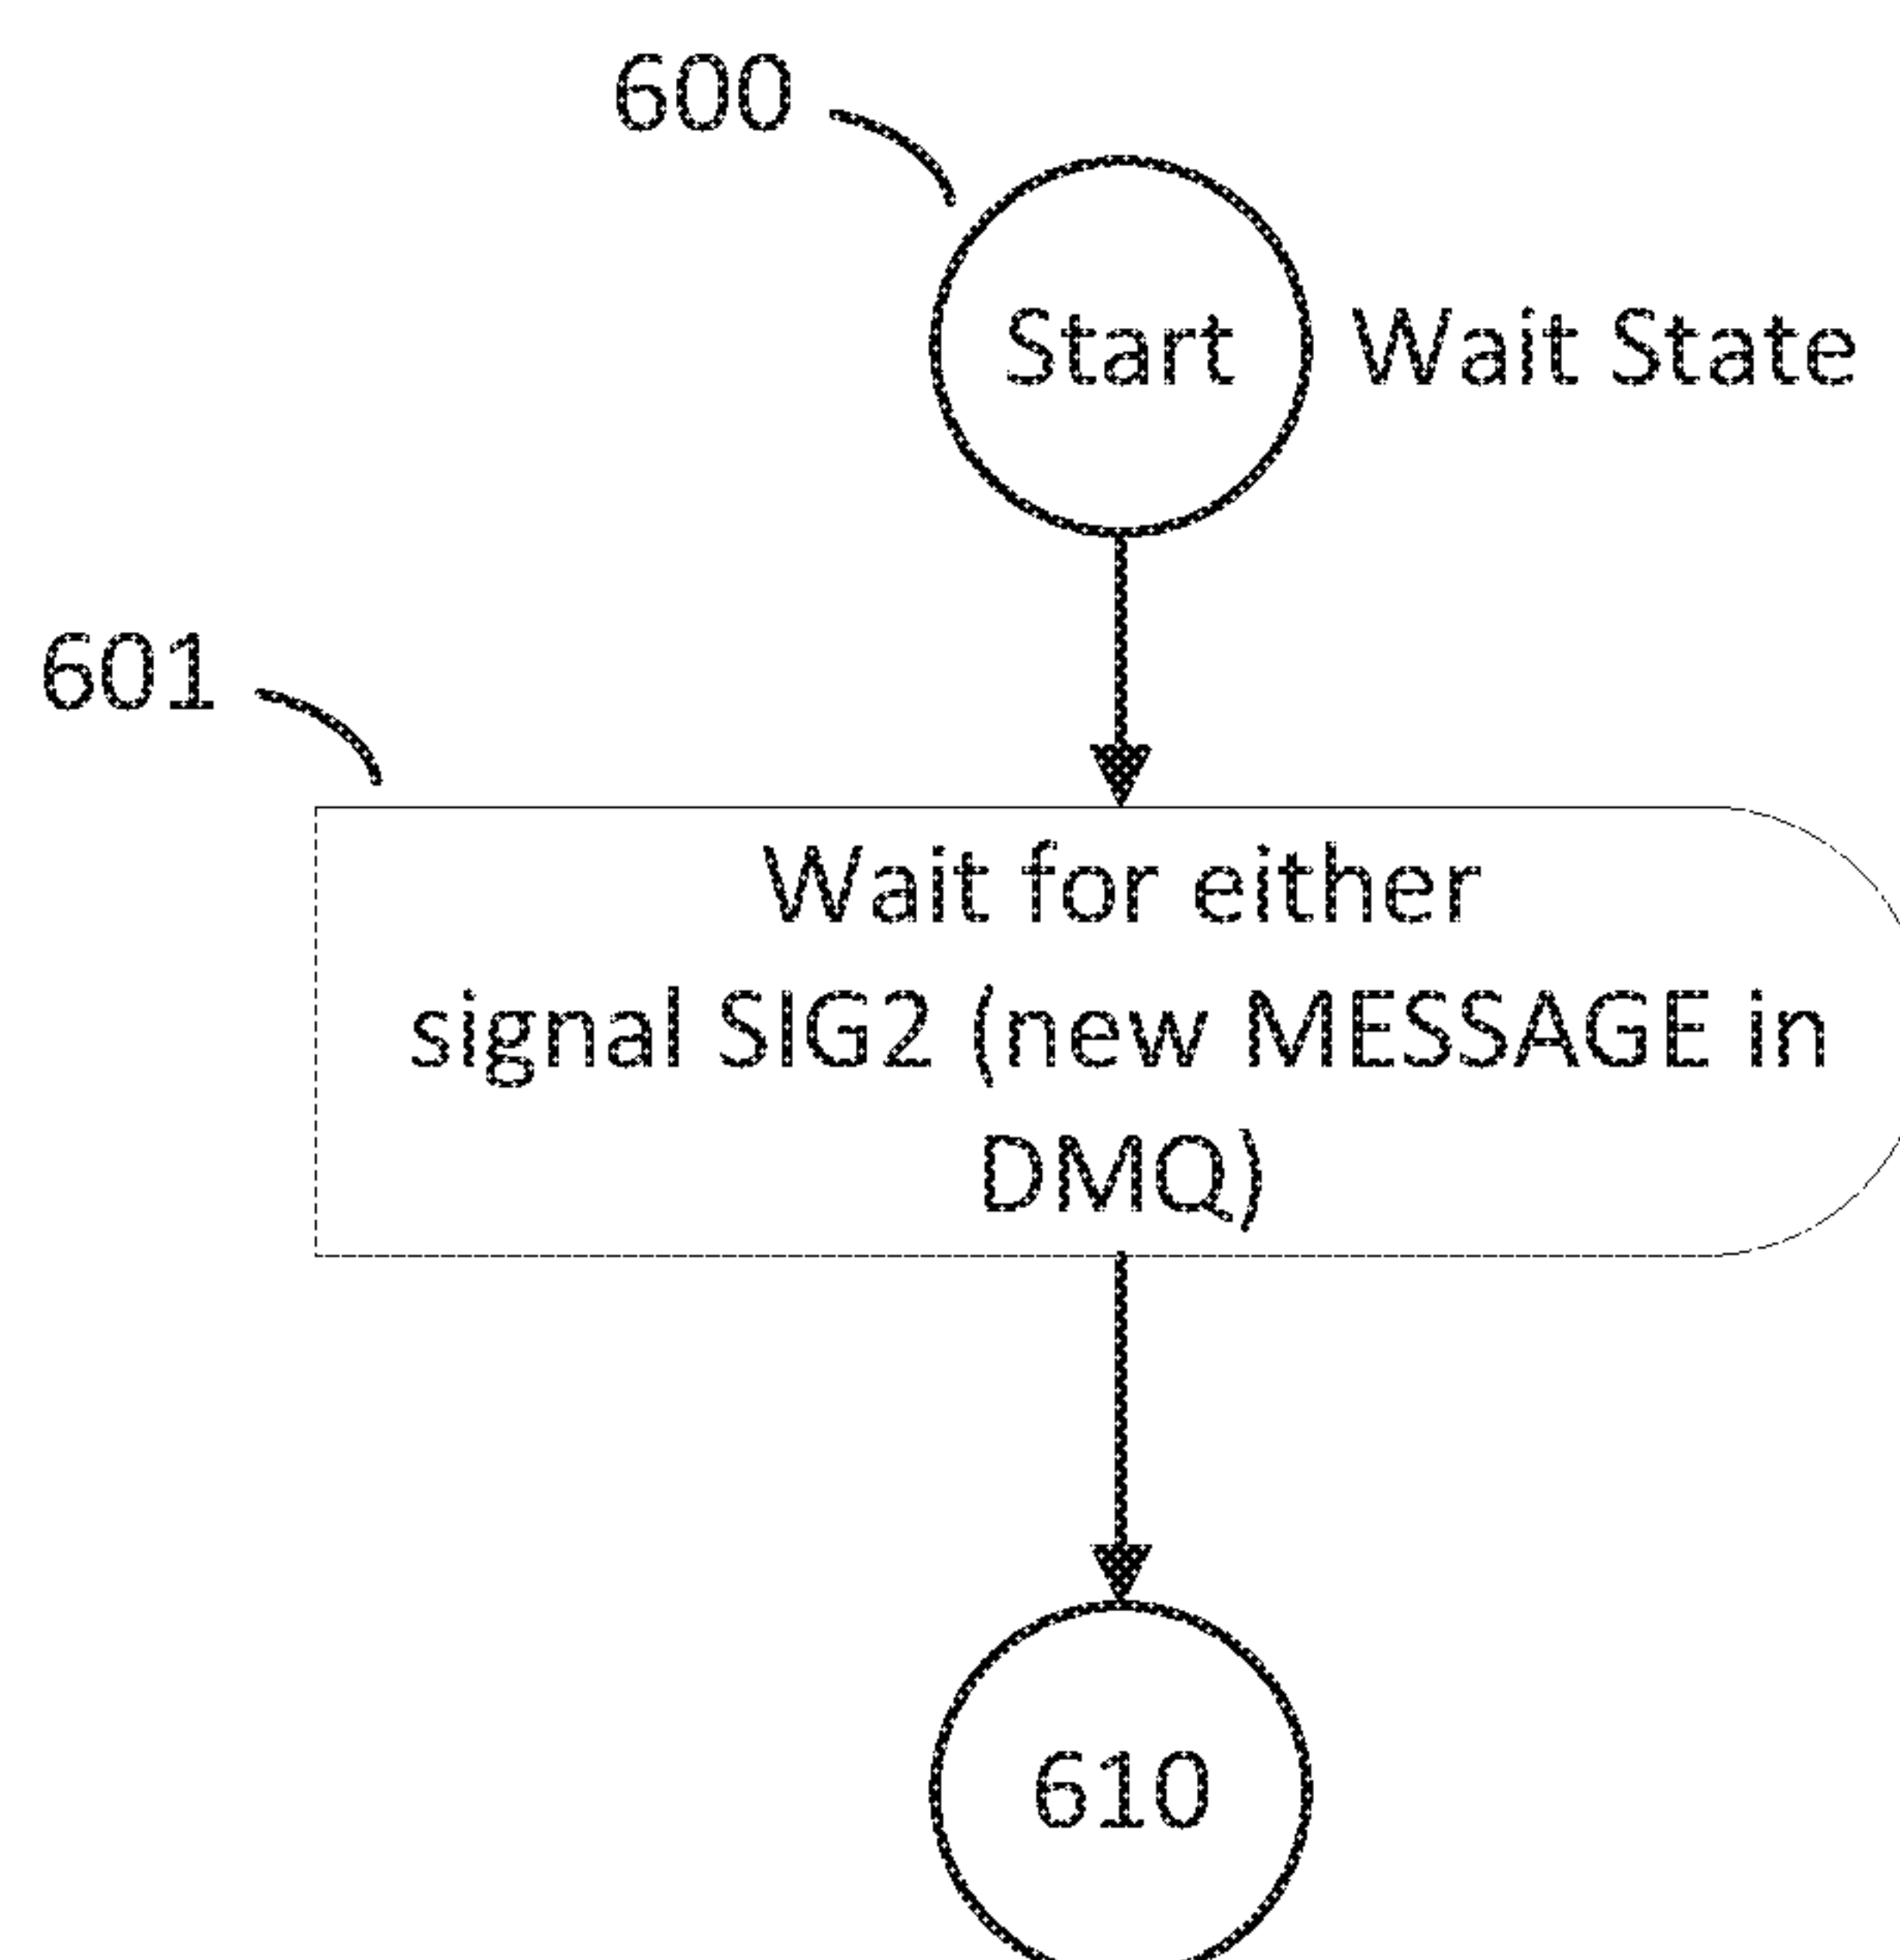 600
Start
Wait State
601
Wait for either
signal SIG2 (new MESSAGE in
DMQ)
610